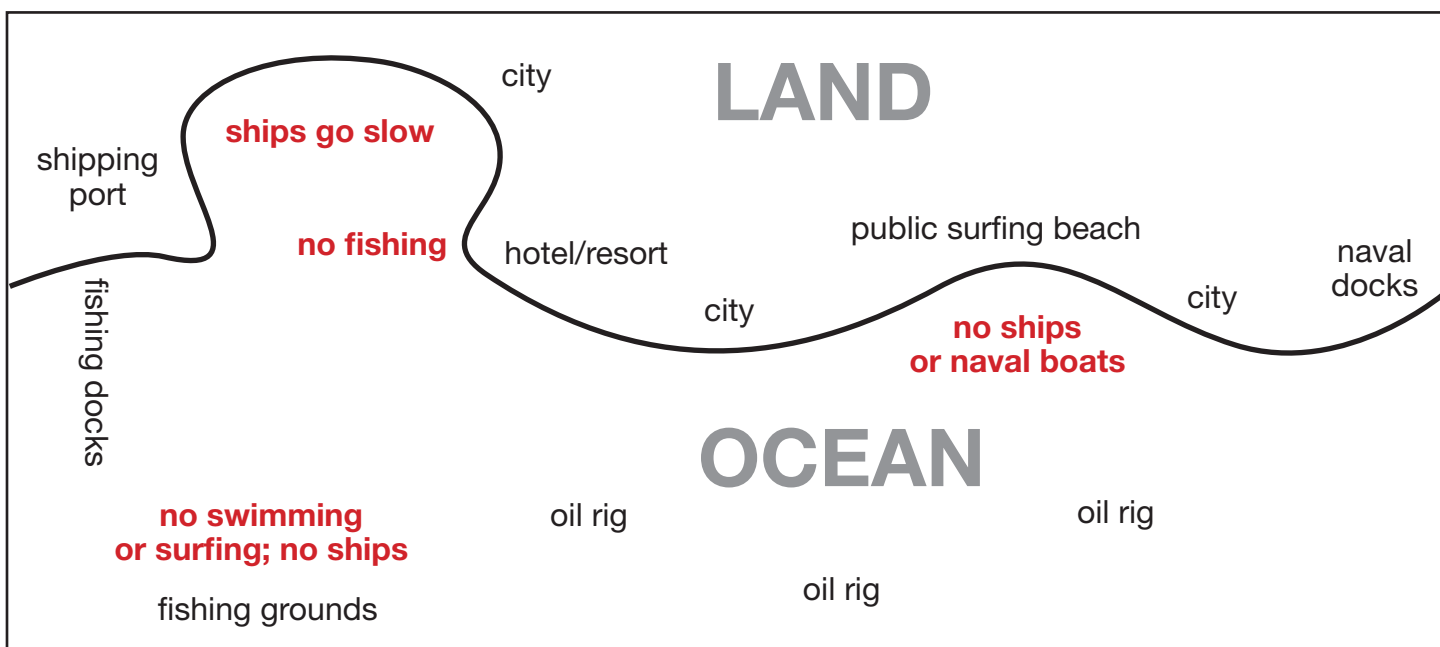 city
LAND
ships go slow
shipping
port
public surfing beach
no fishing
hotel/resort
naval
docks
fishing docks
city
city
no ships
or naval boats
OCEAN
no swimming
or surfing; no ships
oil rig
oil rig
oil rig
fishing grounds